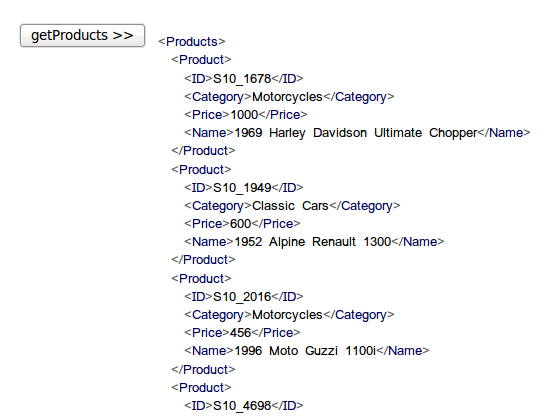 getProducts >>
<Products>
<Product>
<ID>S10_1678</ID>
<Category>Motorcycles</Category>
<Price>1000</Price>
<Name>1969 Harley Davidson Ultimate Chopper</Name>
</Product>
<Product>
<ID>S10_1949</ID>
<Category>Classic Cars</Category>
<Price>600</Price>
<Name>1952 Alpine Renault 1300</Name>
</Product>
<Product>
<ID>S10_2016</ID>
<Category>Motorcycles</Category>
<Price>456</Price>
<Name>1996 Moto Guzzi 1100i</Name>
</Product>
<Product>
<ID>S10_4698</ID>